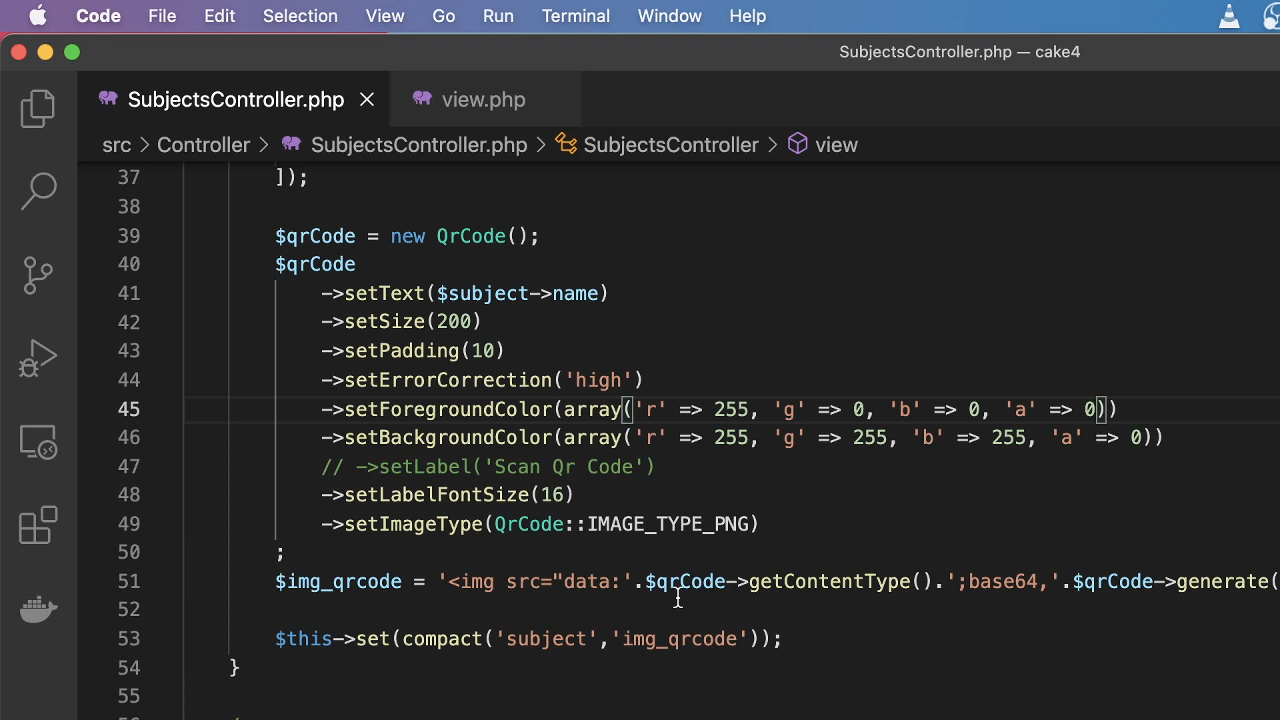 Code File Edit Selection View Go Run Terminal Window Help
SubjectsController.php — cake4
SubjectsController.php view.php
src > Controller > SubjectsController.php > SubjectsController > view
37 ]);
38
39 $qrCode = new QrCode();
40 $qrCode
41 ->setText($subject->name)
42 ->setSize(200)
43 ->setPadding(10)
44 ->setErrorCorrection('high')
45 ->setForegroundColor(array('r' => 255, 'g' => 0, 'b' => 0, 'a' => 0))
46 ->setBackgroundColor(array('r' => 255, 'g' => 255, 'b' => 255, 'a' => 0))
47 // ->setLabel('Scan Qr Code')
48 ->setLabelFontSize(16)
49 ->setImageType(QrCode::IMAGE_TYPE_PNG)
50 ;
51 $img_qrcode = '<img src="data:'.$qrCode->getContentType().';base64,'.$qrCode->generate(
52
53 $this->set(compact('subject','img_qrcode'));
54 }
55